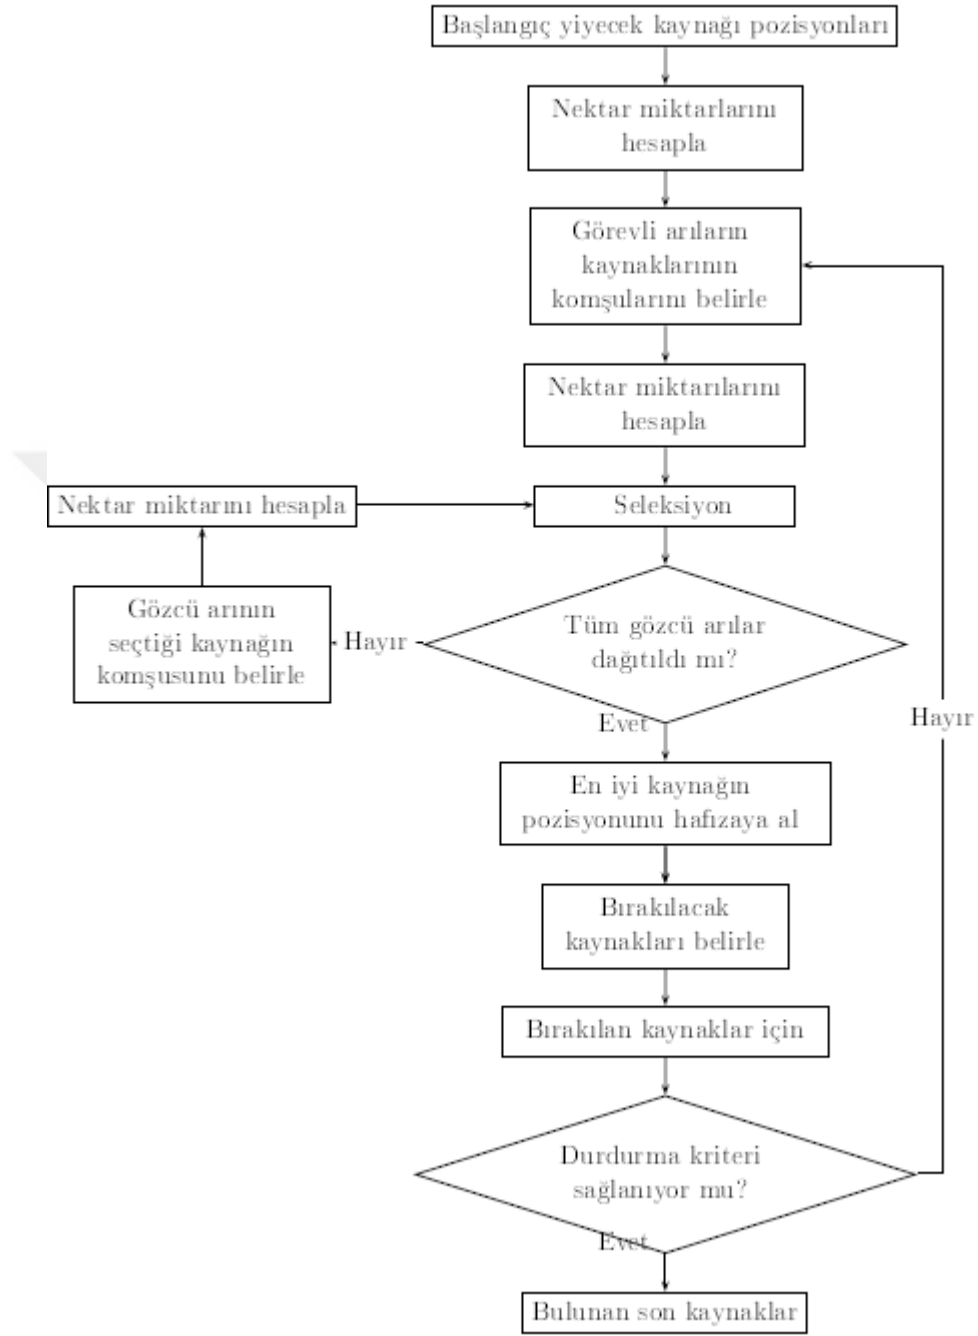 Başlangıç yiyecek kaynağı pozisyonları
Nektar miktarlarını
hesapla
Görevli arıların
kaynaklarının
komşularını belirle
Nektar miktarılarını
hesapla
Nektar miktarını hesapla
Seleksiyon
Gözcü arının
seçtiği kaynağın
komşusunu belirle
Hayır
Tüm gözcü arılar
dağıtıldı mı?
Evet
Hayır
En iyi kaynağın
pozisyonunu hafızaya al
Bırakılacak
kaynakları belirle
Bırakılan kaynaklar için
Durdurma kriteri
sağlanıyor mu?
Evet
Bulunan son kaynaklar